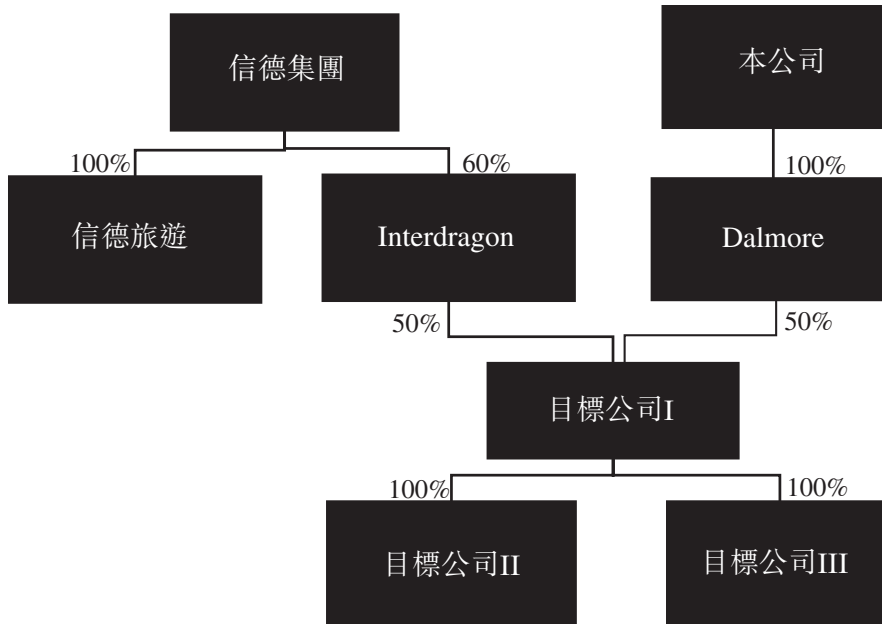 信德集團
本公司
100%
60%
100%
信德旅遊
Interdragon
Dalmore
50%
50%
目標公司I
100%
100%
目標公司II
目標公司III